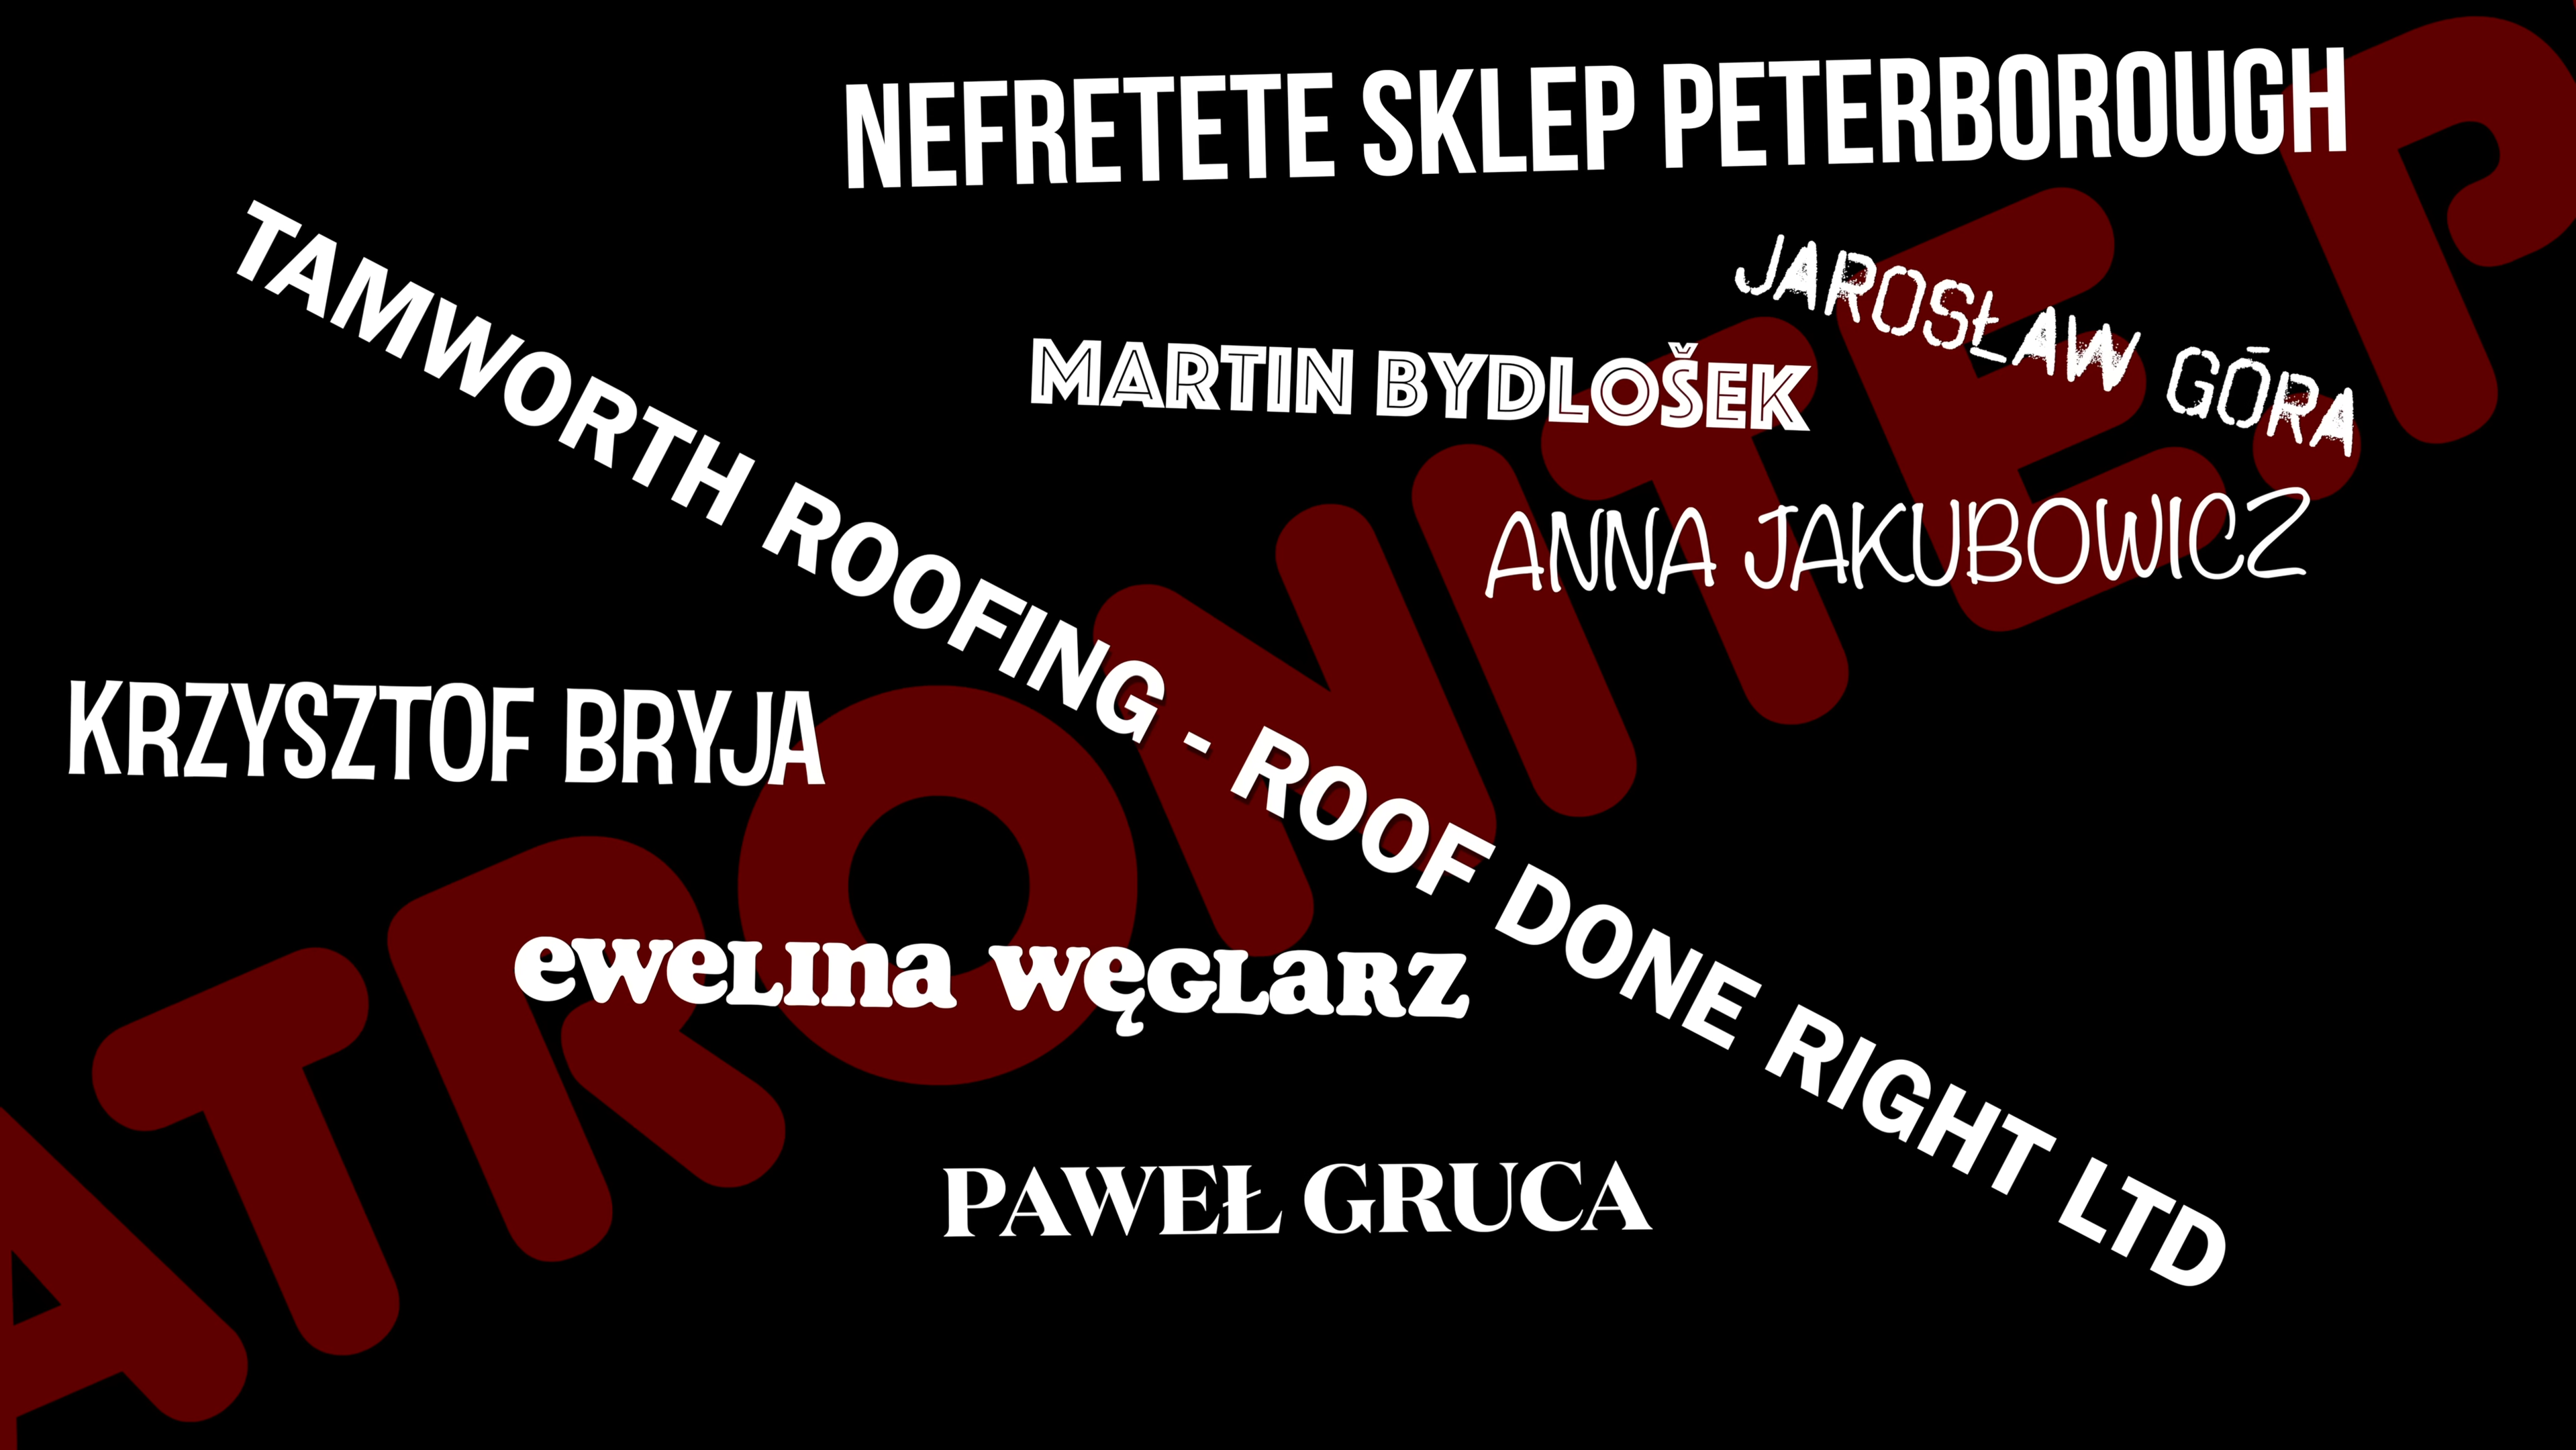 NEFRETETE SKLEP PETERBOROUGH
TAMWORTH ROOFING - ROOF DONE RIGHT LTD
JAROSŁAW GÓRA
MARTIN BYDLOŠEK
ANNA JAKUBOWICZ
KRZYSZTOF BRYJA
ewelina węglarz
PAWEŁ GRUCA
ATRONITE.P